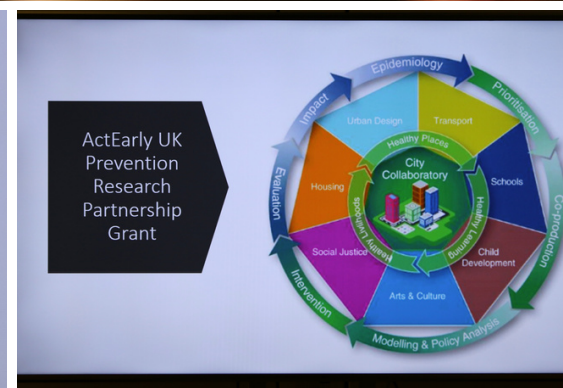 ActEarly UK
Prevention
Research
Partnership
Grant
Epidemiology
Prioritisation
Co-production
Modelling & Policy Analysis
Intervention
Evaluation
Impact
Urban Design
Transport
Schools
Child
Development
Arts & Culture
Social Justice
Housing
Healthy Places
Healthy Learning
Healthy Livelihoods
City
Collaboratory